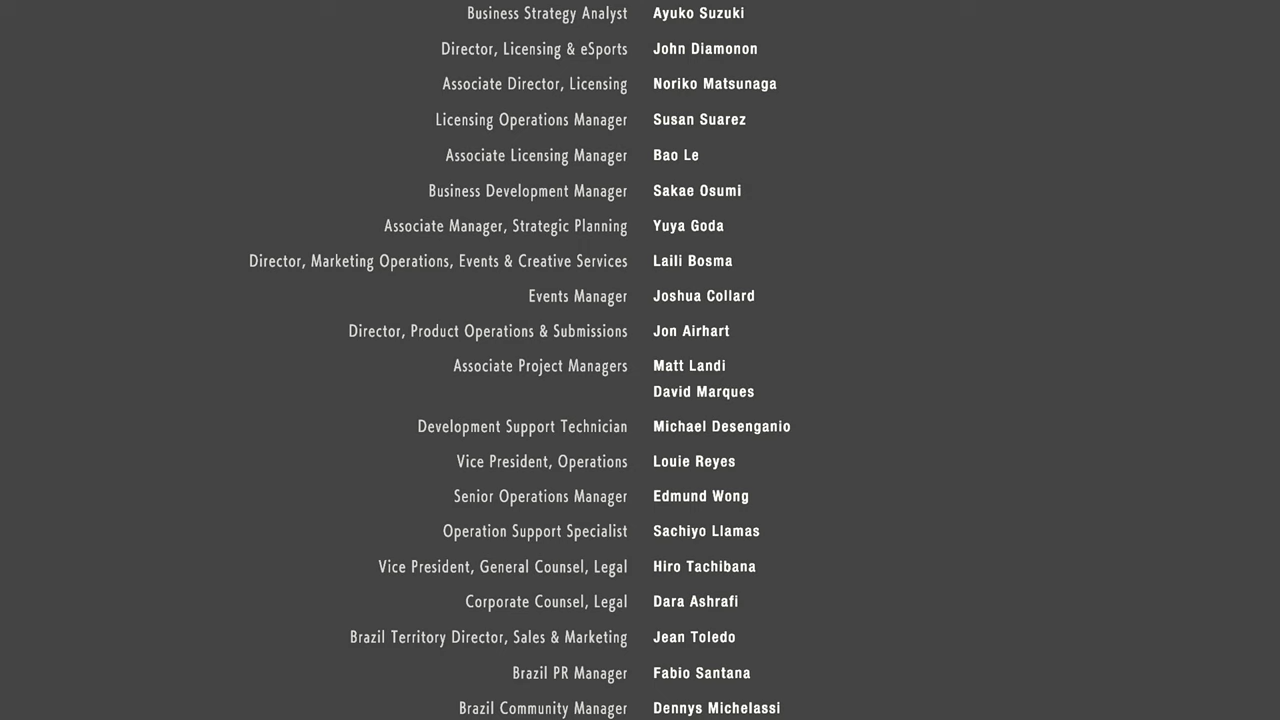 Business Strategy Analyst Ayuko Suzuki
Director, Licensing & eSports John Diamonon
Associate Director, Licensing Noriko Matsunaga
Licensing Operations Manager Susan Suarez
Associate Licensing Manager Bao Le
Business Development Manager Sakae Osumi
Associate Manager, Strategic Planning Yuya Goda
Director, Marketing Operations, Events & Creative Services Laili Bosma
Events Manager Joshua Collard
Director, Product Operations & Submissions Jon Airhart
Associate Project Managers Matt Landi
David Marques
Development Support Technician Michael Desenganio
Vice President, Operations Louie Reyes
Senior Operations Manager Edmund Wong
Operation Support Specialist Sachiyo Llamas
Vice President, General Counsel, Legal Hiro Tachibana
Corporate Counsel, Legal Dara Ashrafi
Brazil Territory Director, Sales & Marketing Jean Toledo
Brazil PR Manager Fabio Santana
Brazil Community Manager Dennys Michelassi